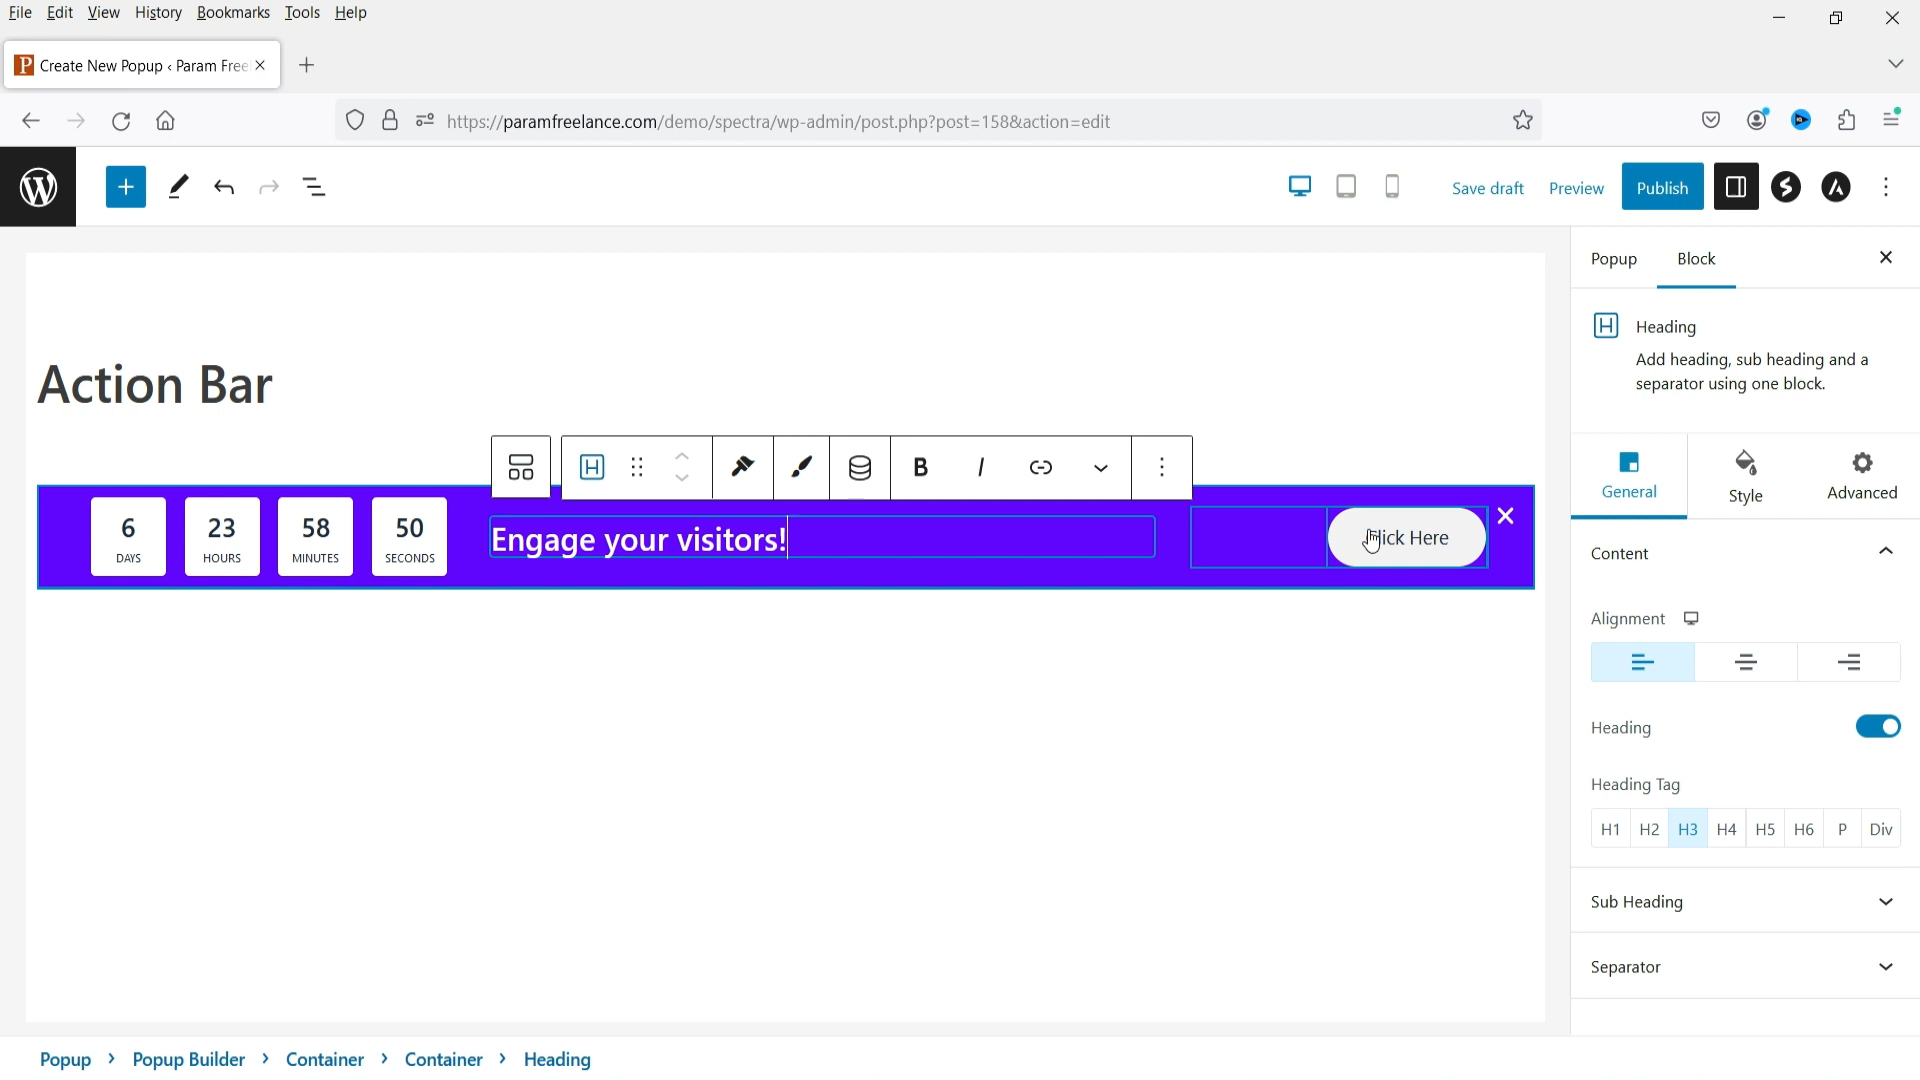 File Edit View History Bookmarks Tools Help
Create New Popup ‹ Param Free
https://paramfreelance.com/demo/spectra/wp-admin/post.php?post=158&action=edit
Save draft Preview Publish
Popup Block
Heading
Add heading, sub heading and a
separator using one block.
General Style Advanced
Action Bar
6 DAYS
23 HOURS
58 MINUTES
50 SECONDS
Engage your visitors!
Here
Content
Alignment
Heading
Heading Tag
H1 H2 H3 H4 H5 H6 P Div
Sub Heading
Separator
Popup › Popup Builder › Container › Container › Heading